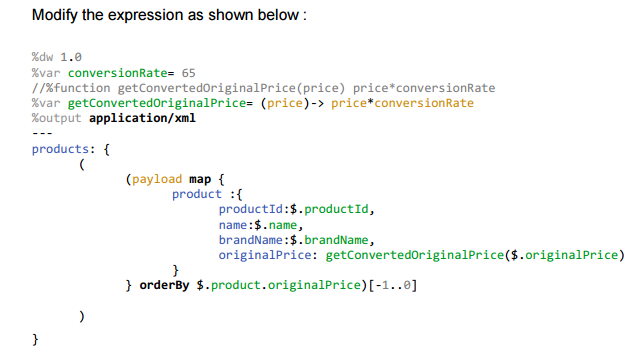 Modify the expression as shown below :
%dw 1.0
%var conversionRate= 65
//%function getConvertedOriginalPrice(price) price*conversionRate
%var getConvertedOriginalPrice= (price)-> price*conversionRate
%output application/xml
---
products: {
(
(payload map {
product :{
productId:$.productId,
name:$.name,
brandName:$.brandName,
originalPrice: getConvertedOriginalPrice($.originalPrice)
}
} orderBy $.product.originalPrice)[-1..0]
)
}